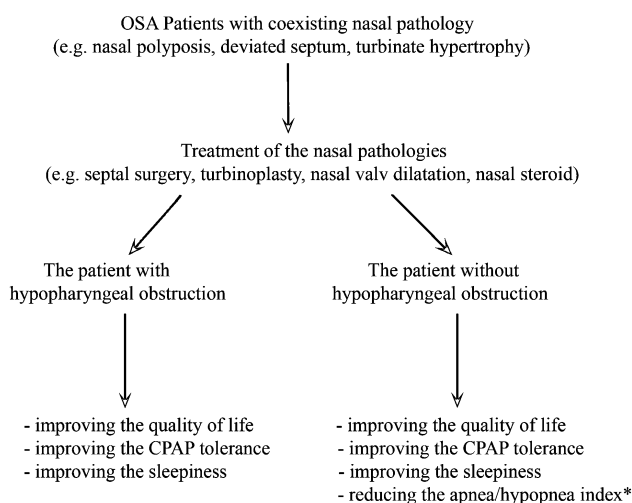 OSA Patients with coexisting nasal pathology
(e.g. nasal polyposis, deviated septum, turbinate hypertrophy)
Treatment of the nasal pathologies
(e.g. septal surgery, turbinoplasty, nasal valv dilatation, nasal steroid)
The patient with
hypopharyngeal obstruction
The patient without
hypopharyngeal obstruction
- improving the quality of life
- improving the CPAP tolerance
- improving the sleepiness
- improving the quality of life
- improving the CPAP tolerance
- improving the sleepiness
- reducing the apnea/hypopnea index*